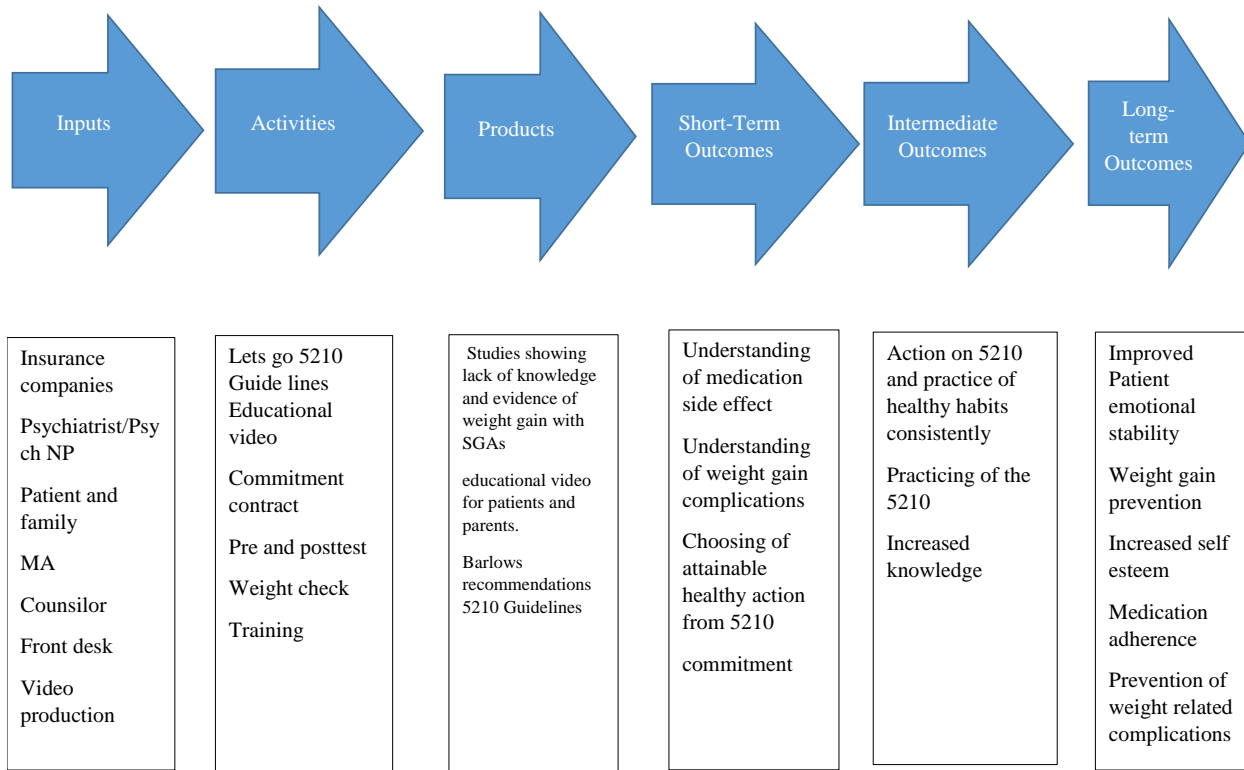 Inputs
Activities
Products
Short-Term
Outcomes
Intermediate
Outcomes
Long-
term
Outcomes
Insurance
companies
Psychiatrist/Psy
ch NP
Patient and
family
MA
Counsilor
Front desk
Video
production
Lets go 5210
Guide lines
Educational
video
Commitment
contract
Pre and posttest
Weight check
Training
Studies showing
lack of knowledge
and evidence of
weight gain with
SGAs
educational video
for patients and
parents.
Barlows
recommendations
5210 Guidelines
Understanding
of medication
side effect
Understanding
of weight gain
complications
Choosing of
attainable
healthy action
from 5210
commitment
Action on 5210
and practice of
healthy habits
consistently
Practicing of the
5210
Increased
knowledge
Improved
Patient
emotional
stability
Weight gain
prevention
Increased self
esteem
Medication
adherence
Prevention of
weight related
complications